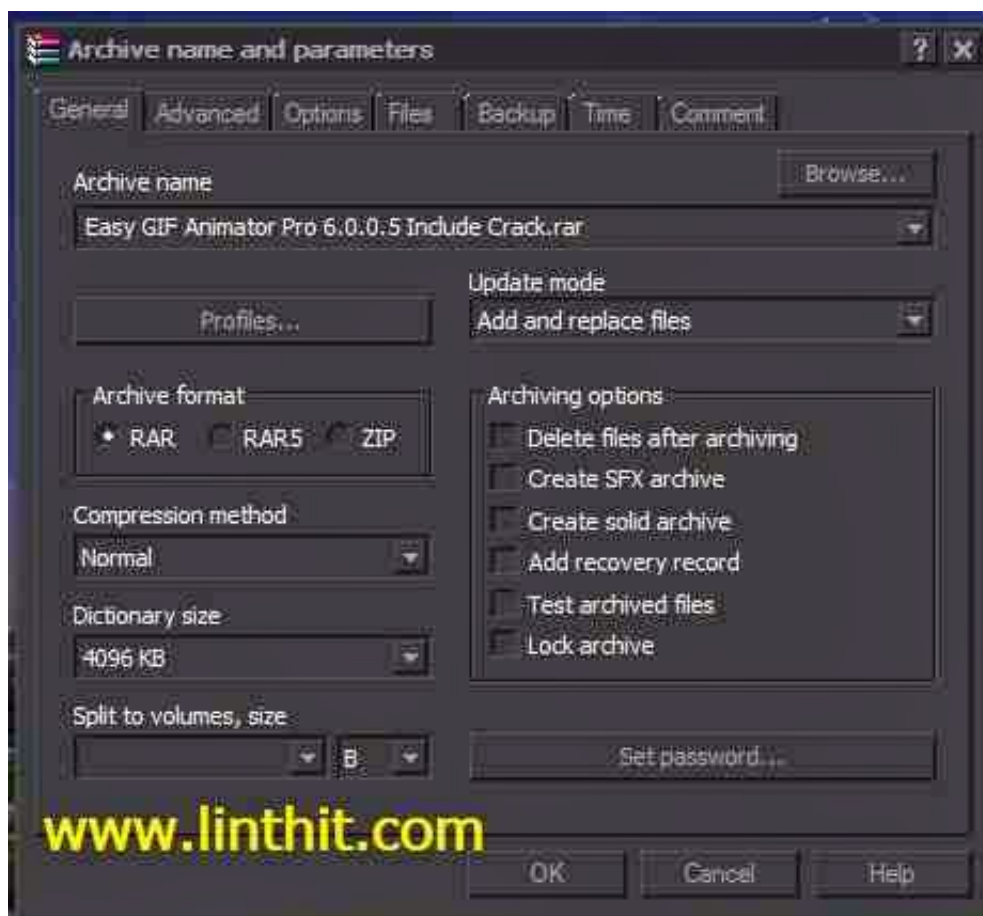 Archive name and parameters
General Advanced Options Files Backup Time Comment
Archive name
Browse...
Easy GIF Animator Pro 6.0.0.5 Include Crack.rar
Update mode
Profiles...
Add and replace files
Archive format
RAR RAR5 ZIP
Archiving options
Delete files after archiving
Create SFX archive
Create solid archive
Add recovery record
Test archived files
Lock archive
Compression method
Normal
Dictionary size
4096 KB
Split to volumes, size
B
Set password...
www.linthit.com
OK Cancel Help